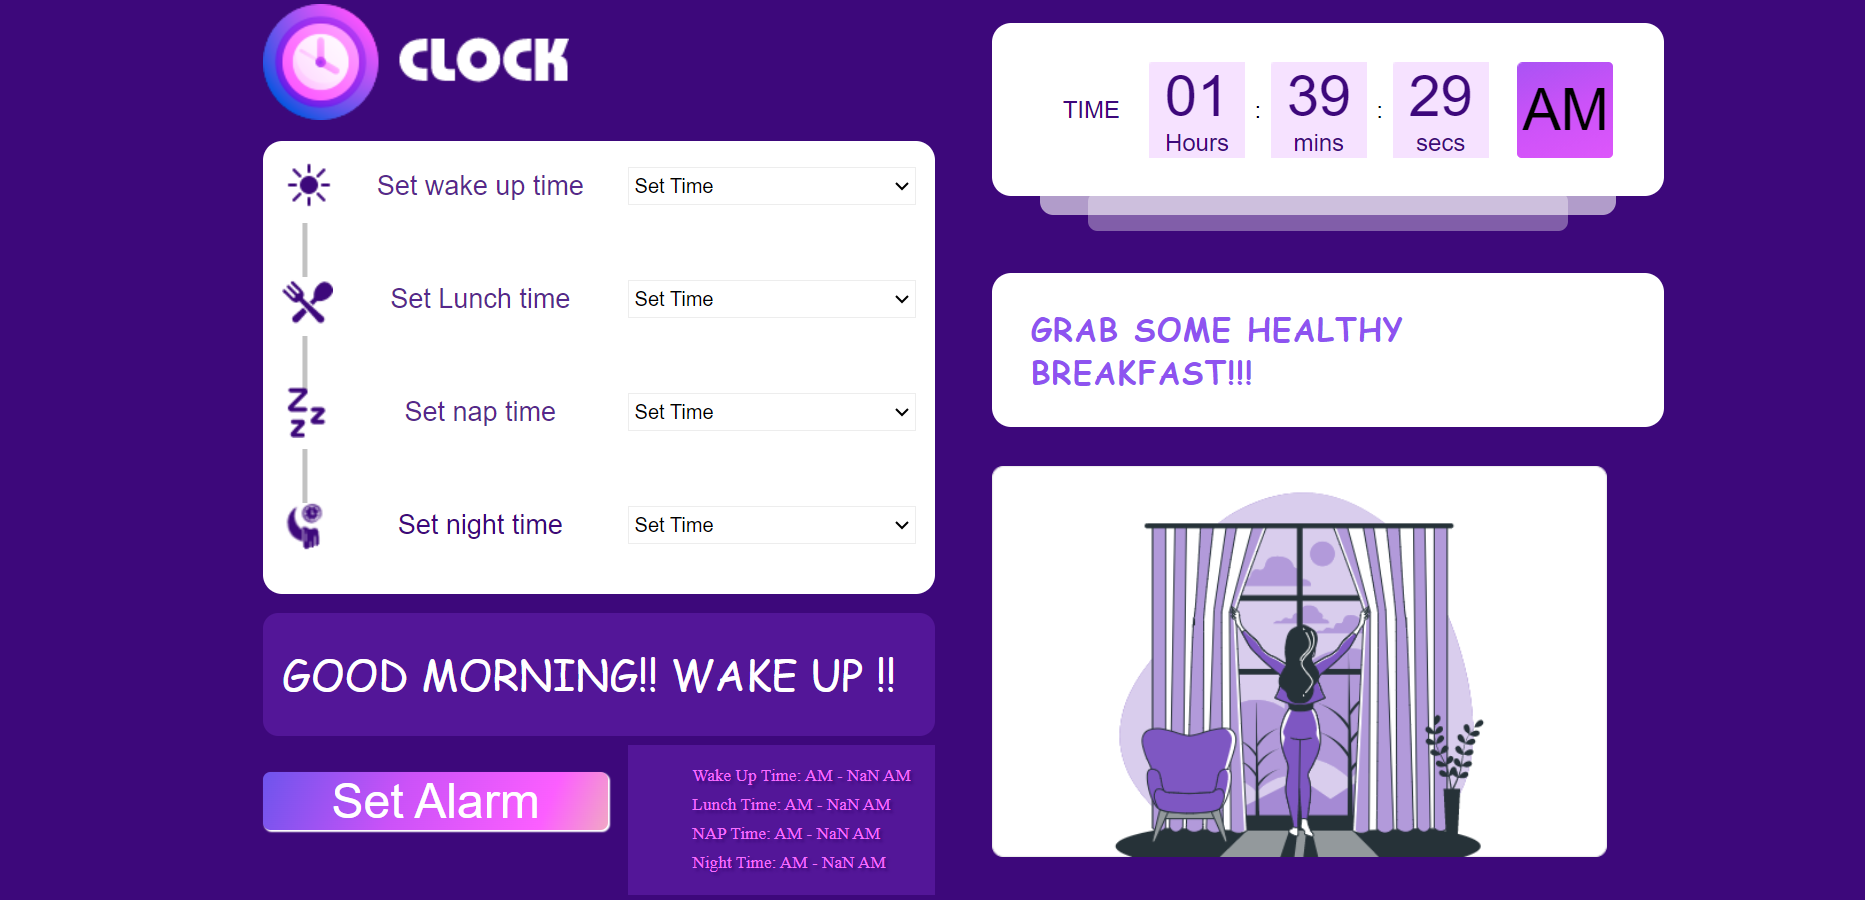 CLOCK
Set wake up time
Set Time
Set Lunch time
Set Time
Set nap time
Set Time
Set night time
Set Time
GOOD MORNING!! WAKE UP !!
Set Alarm
Wake Up Time: AM - NaN AM
Lunch Time: AM - NaN AM
NAP Time: AM - NaN AM
Night Time: AM - NaN AM
TIME
01 : 39 : 29 AM
Hours mins secs
GRAB SOME HEALTHY
BREAKFAST!!!